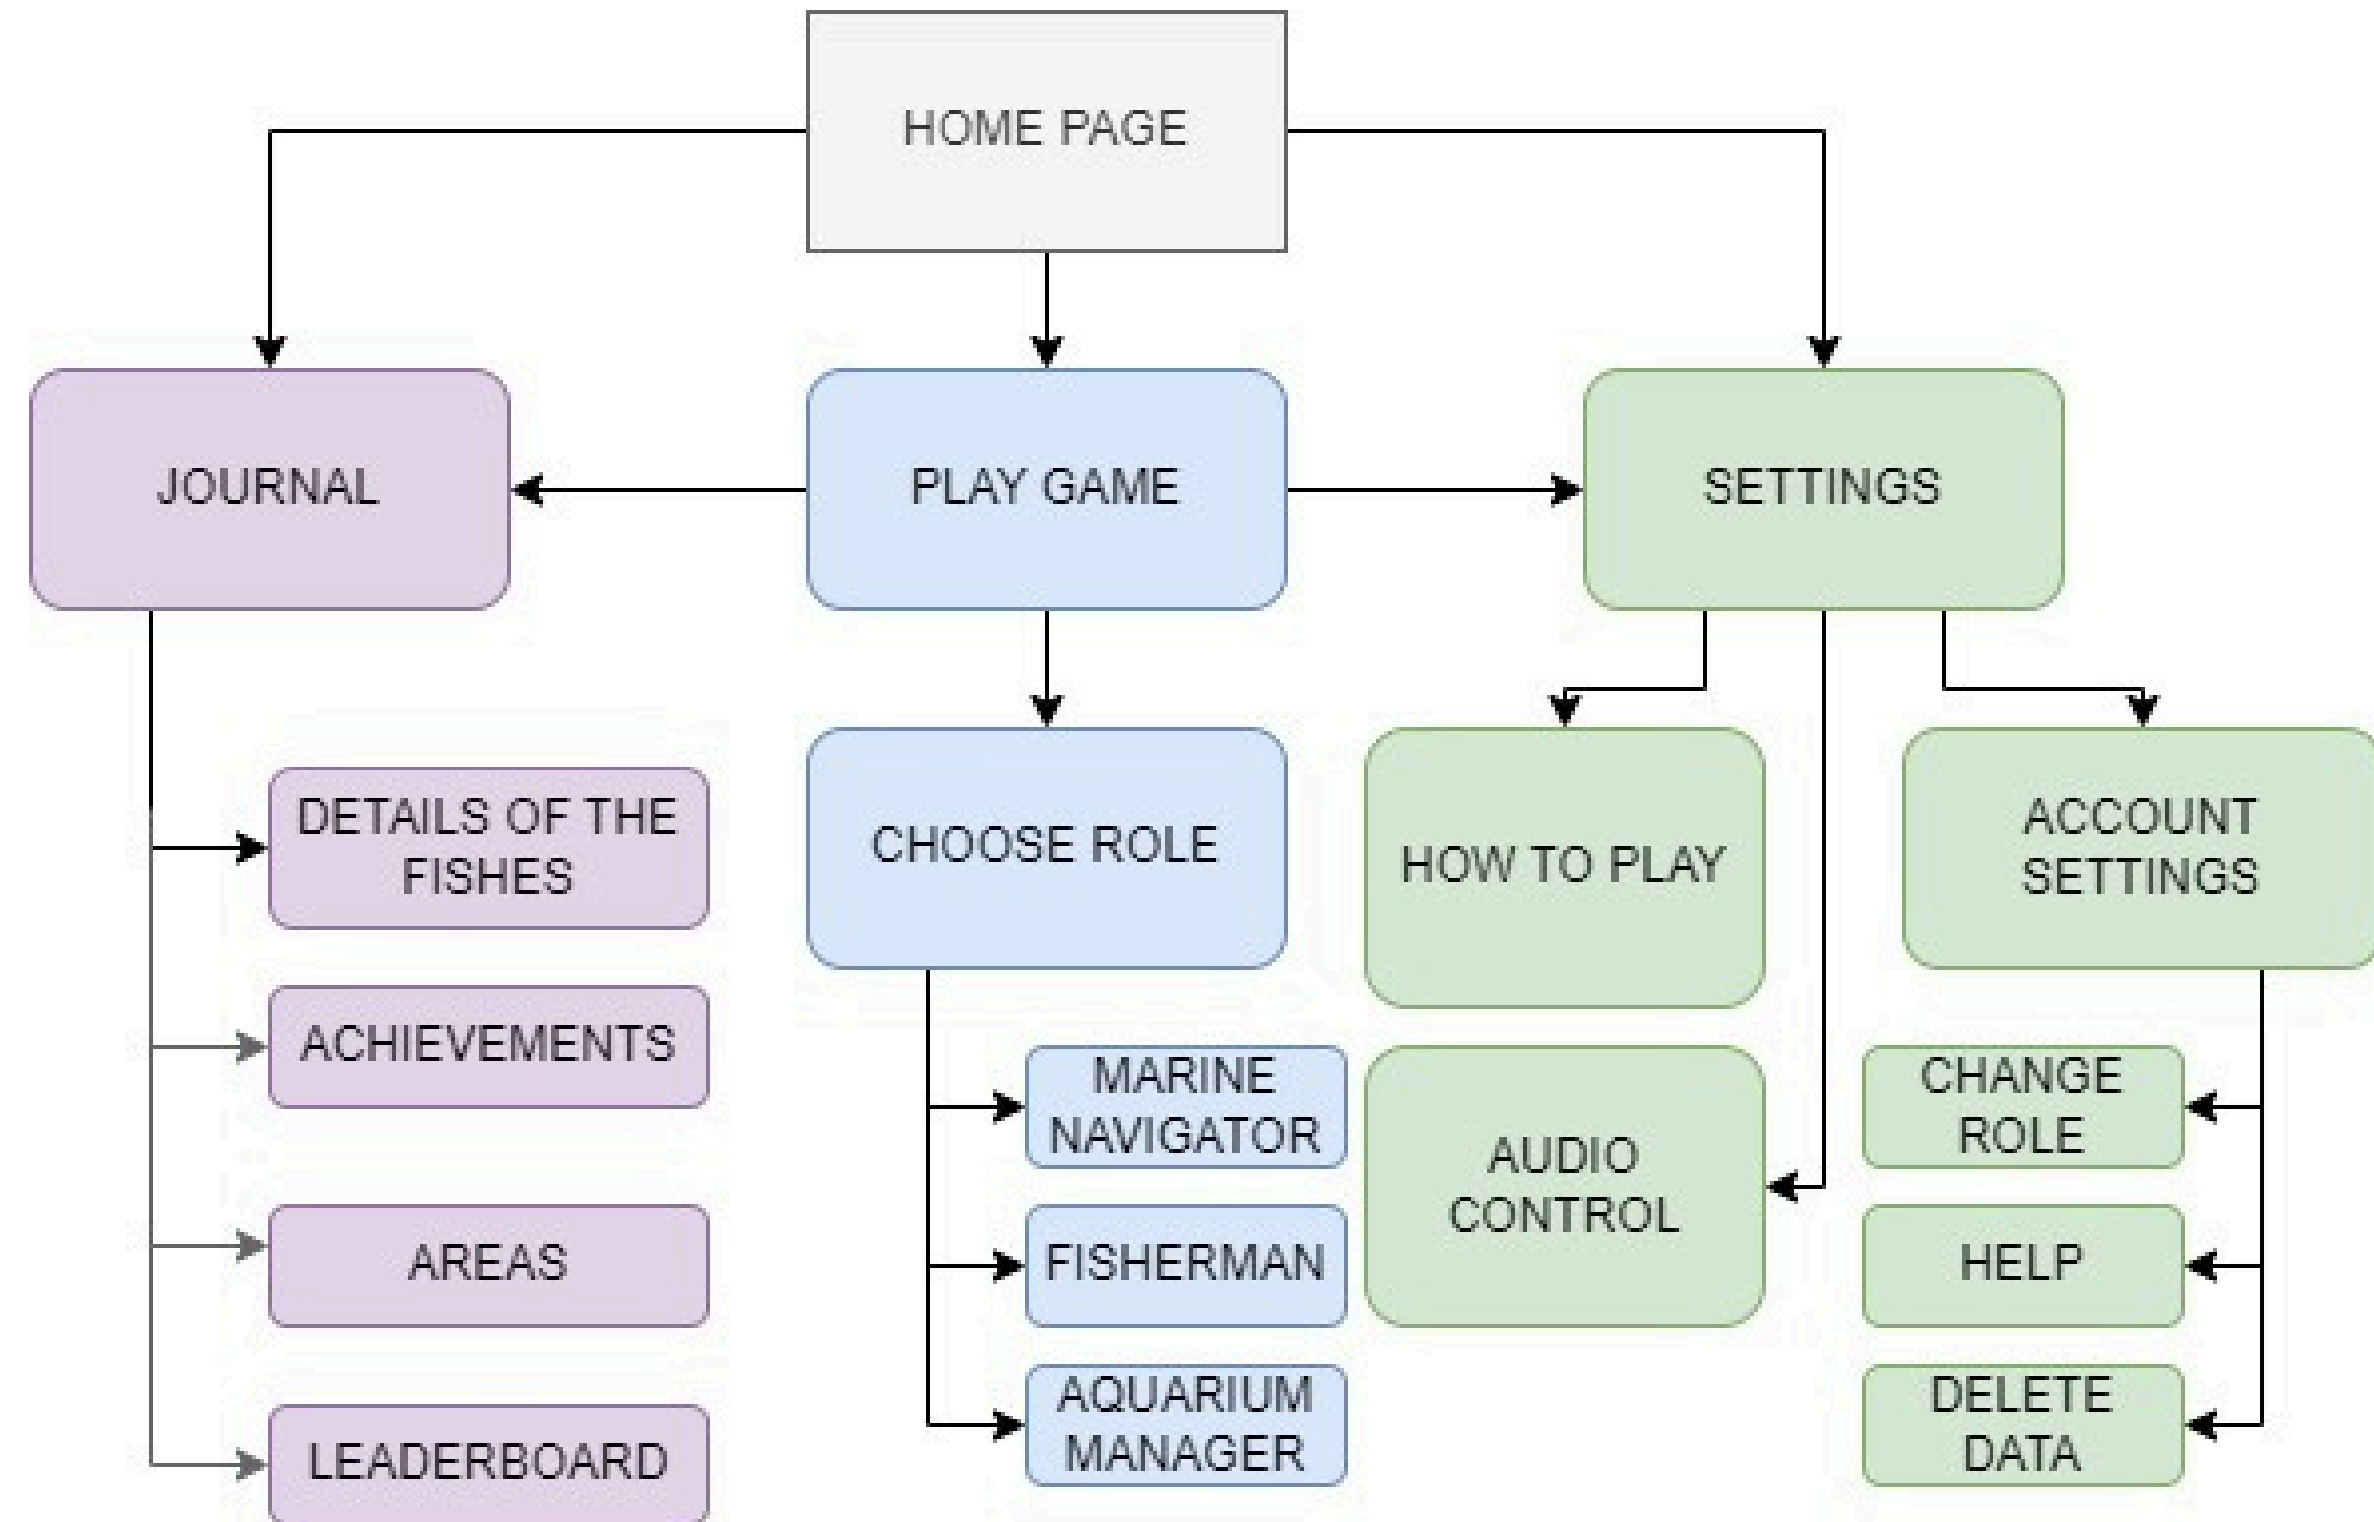 HOME PAGE
JOURNAL
PLAY GAME
SETTINGS
DETAILS OF THE
FISHES
ACHIEVEMENTS
AREAS
LEADERBOARD
CHOOSE ROLE
MARINE
NAVIGATOR
FISHERMAN
AQUARIUM
MANAGER
HOW TO PLAY
AUDIO
CONTROL
ACCOUNT
SETTINGS
CHANGE
ROLE
HELP
DELETE
DATA